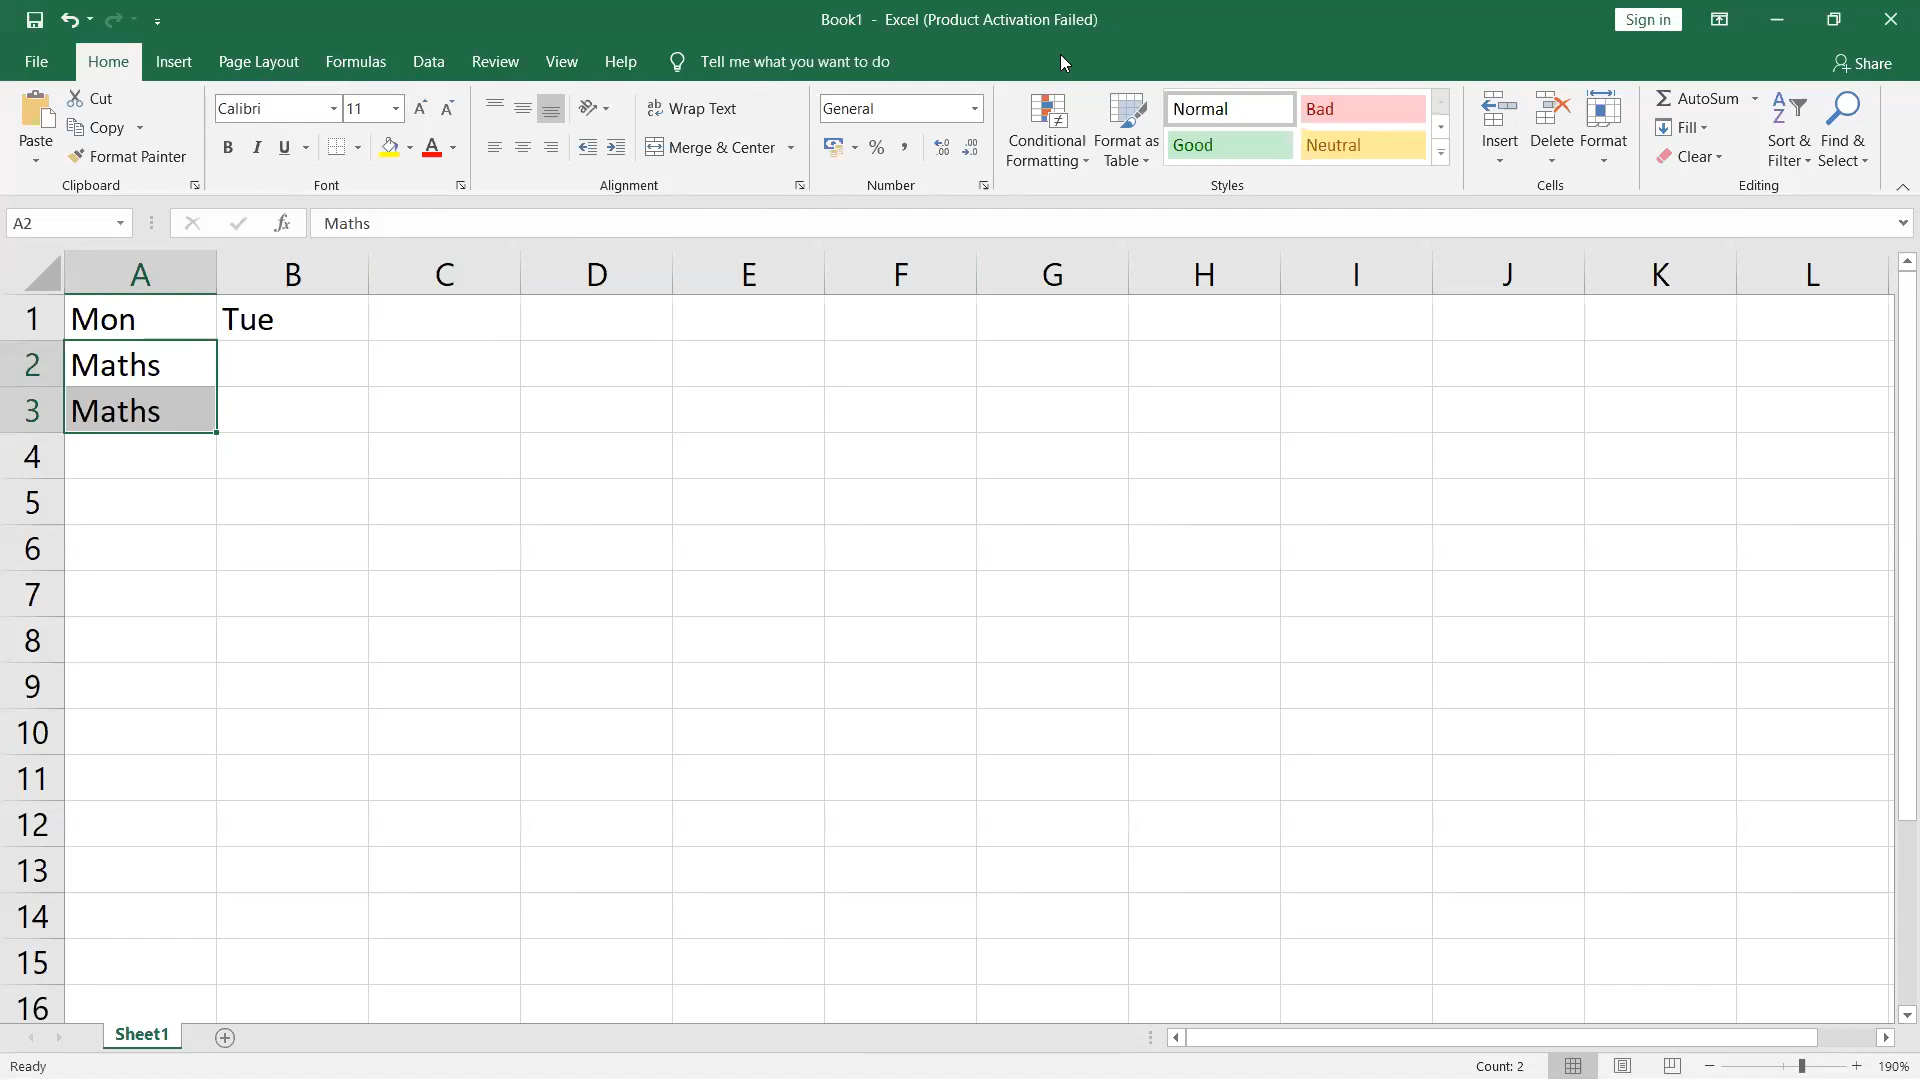 Book1 - Excel (Product Activation Failed)
Sign in
File Home Insert Page Layout Formulas Data Review View Help Tell me what you want to do Share
Paste
Cut
Copy
Format Painter
Clipboard
Calibri 11
B I U
Font
Wrap Text
Merge & Center
Alignment
General
% ,
Number
Conditional Formatting
Format as Table
Normal Bad
Good Neutral
Styles
Insert Delete Format
Cells
AutoSum
Fill
Clear
Sort & Filter
Find & Select
Editing
A2 fx Maths
A B C D E F G H I J K L
1 Mon Tue
2 Maths
3 Maths
4
5
6
7
8
9
10
11
12
13
14
15
16
Sheet1
Ready Count: 2 190%